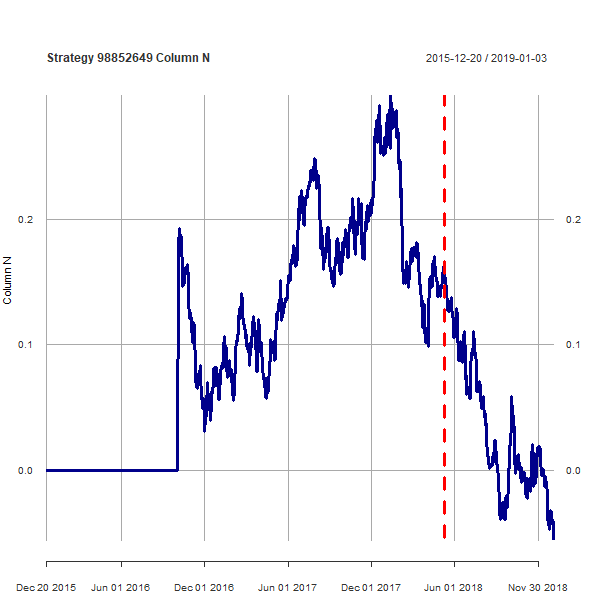 Strategy 98852649 Column N
2015-12-20 / 2019-01-03
Column N
0.2
0.2
0.1
0.1
0.0
0.0
Dec 20 2015
Jun 01 2016
Dec 01 2016
Jun 01 2017
Dec 01 2017
Jun 01 2018
Nov 30 2018